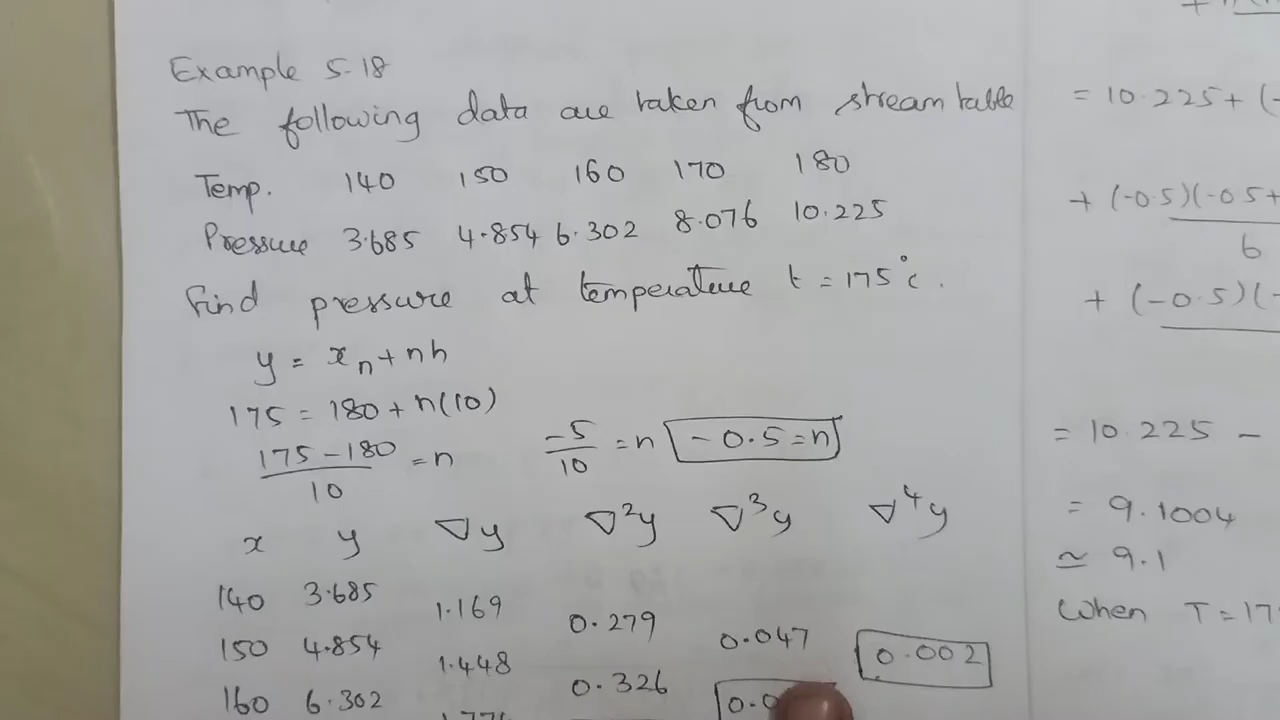 Example 5.18
The following data are taken from stream table
Temp. 140 150 160 170 180
Pressure 3.685 4.854 6.302 8.076 10.225
Find pressure at temperature t = 175°c.
y = xn + nh
175 = 180 + n(10)
175 - 180 / 10 = n -5 / 10 = n -0.5 = n
x y ∇y ∇²y ∇³y ∇⁴y
140 3.685
1.169
0.279
150 4.854
0.047
0.002
1.448
0.326
160 6.302
0.0
= 10.225 + (-
+ (-0.5)(-0.5+
6
+ (-0.5)(-
= 10.225 -
= 9.1004
≃ 9.1
When T = 17